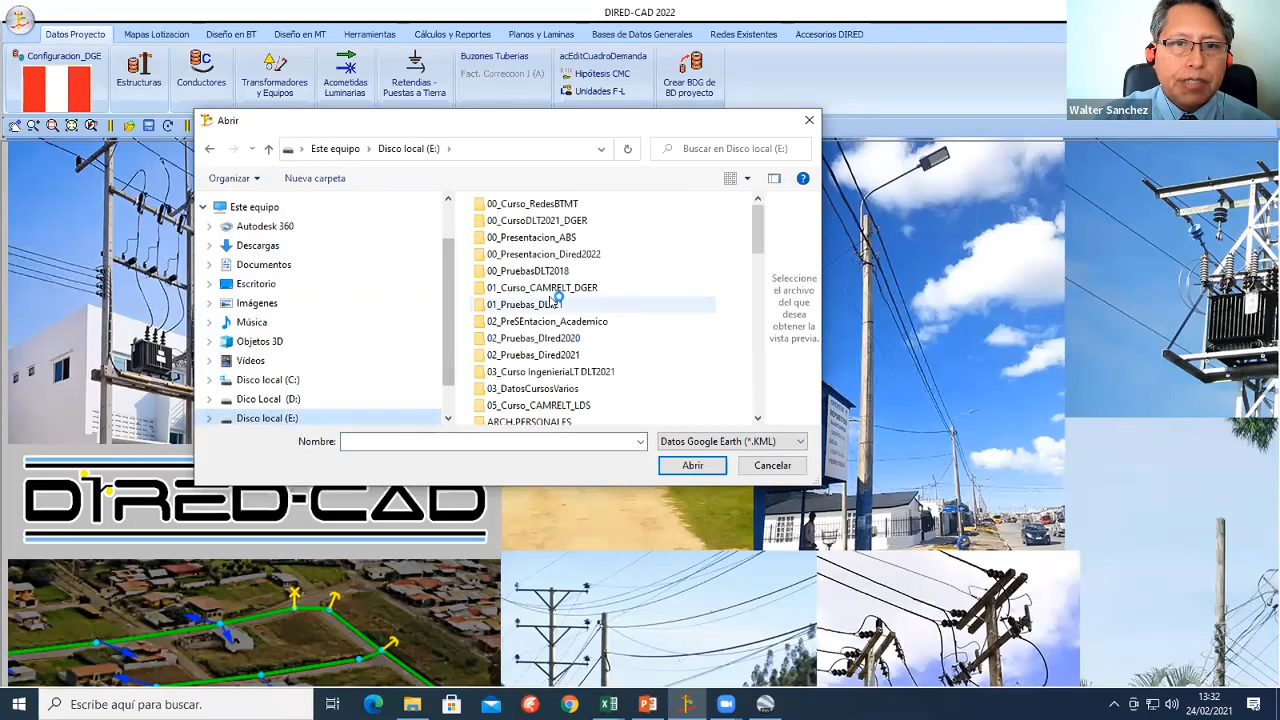 DIRED-CAD 2022
Datos Proyecto
Mapas Lotizacion
Diseño en BT
Diseño en MT
Herramientas
Cálculos y Reportes
Planos y Laminas
Bases de Datos Generales
Redes Existentes
Accesorios DIRED
Configuracion_DGE
Estructuras
Conductores
Transformadores
y Equipos
Acometidas
Luminarias
Retendias -
Puestas a Tierra
Buzones Tuberias
Fact. Correccion I (A)
acEditCuadroDemanda
Hipótesis CMC
Unidades F-L
Crear BDG de
BD proyecto
Walter Sanchez
Abrir
Este equipo > Disco local (E:) >
Buscar en Disco local (E:)
Organizar
Nueva carpeta
Este equipo
Autodesk 360
Descargas
Documentos
Escritorio
Imágenes
Música
Objetos 3D
Vídeos
Disco local (C:)
Dico Local (D:)
Disco local (E:)
00_Curso_RedesBTMT
00_CursoDLT2021_DGER
00_Presentacion_ABS
00_Presentacion_Dired2022
00_PruebasDLT2018
01_Curso_CAMRELT_DGER
02_PreSEntacion_Academico
02_Pruebas_DIred2020
02_Pruebas_Dired2021
03_Curso IngenieriaLT DLT2021
03_DatosCursosVarios
05_Curso_CAMRELT_LDS
ARCH.PERSONALES
Seleccione
el archivo
del que
desea
obtener la
vista previa.
Nombre:
Datos Google Earth (*.KML)
Abrir
Cancelar
DIRED-CAD
Escribe aquí para buscar.
13:32
24/02/2021